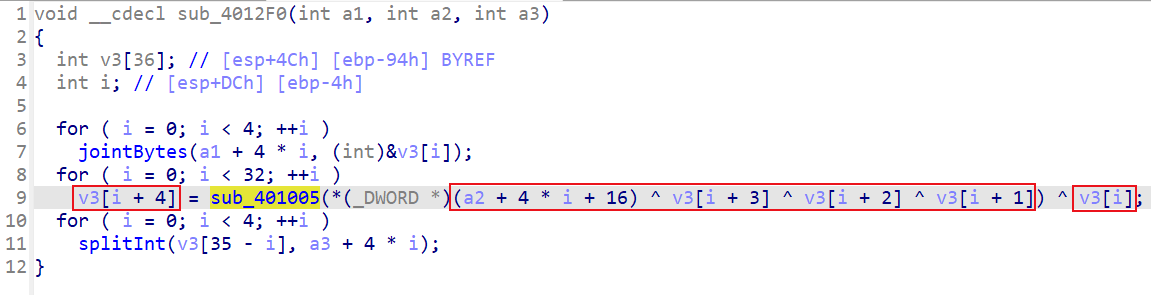 1 void __cdecl sub_4012F0(int a1, int a2, int a3)
2 {
3   int v3[36]; // [esp+4Ch] [ebp-94h] BYREF
4   int i; // [esp+DCh] [ebp-4h]
5
6   for ( i = 0; i < 4; ++i )
7     jointBytes(a1 + 4 * i, (int)&v3[i]);
8   for ( i = 0; i < 32; ++i )
9     v3[i + 4] = sub_401005(*(_DWORD *)(a2 + 4 * i + 16) ^ v3[i + 3] ^ v3[i + 2] ^ v3[i + 1]) ^ v3[i];
10   for ( i = 0; i < 4; ++i )
11     splitInt(v3[35 - i], a3 + 4 * i);
12 }